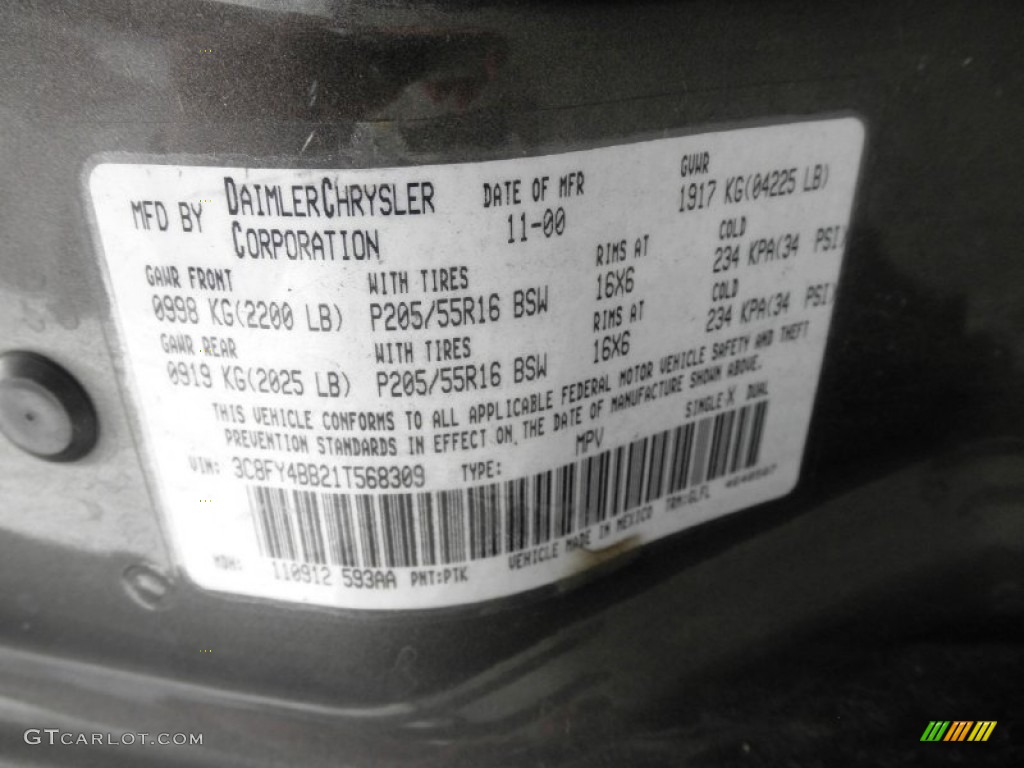 MFD BY DAIMLERCHRYSLER CORPORATION DATE OF MFR 11-00 GVWR 1917 KG(04225 LB)
GAWR FRONT WITH TIRES RIMS AT COLD
0998 KG(2200 LB) P205/55R16 BSW 16X6 234 KPA(34 PSI)
GAWR REAR WITH TIRES RIMS AT COLD
0919 KG(2025 LB) P205/55R16 BSW 16X6 234 KPA(34 PSI)
THIS VEHICLE CONFORMS TO ALL APPLICABLE FEDERAL MOTOR VEHICLE SAFETY AND THEFT
PREVENTION STANDARDS IN EFFECT ON THE DATE OF MANUFACTURE SHOWN ABOVE.
VIN: 3C8FY4BB21T568309 TYPE: MPV SINGLE-X DUAL
MDH: 110912 593AA PNT:PTK VEHICLE MADE IN MEXICO TRM:GLFL
GTCARLOT.COM